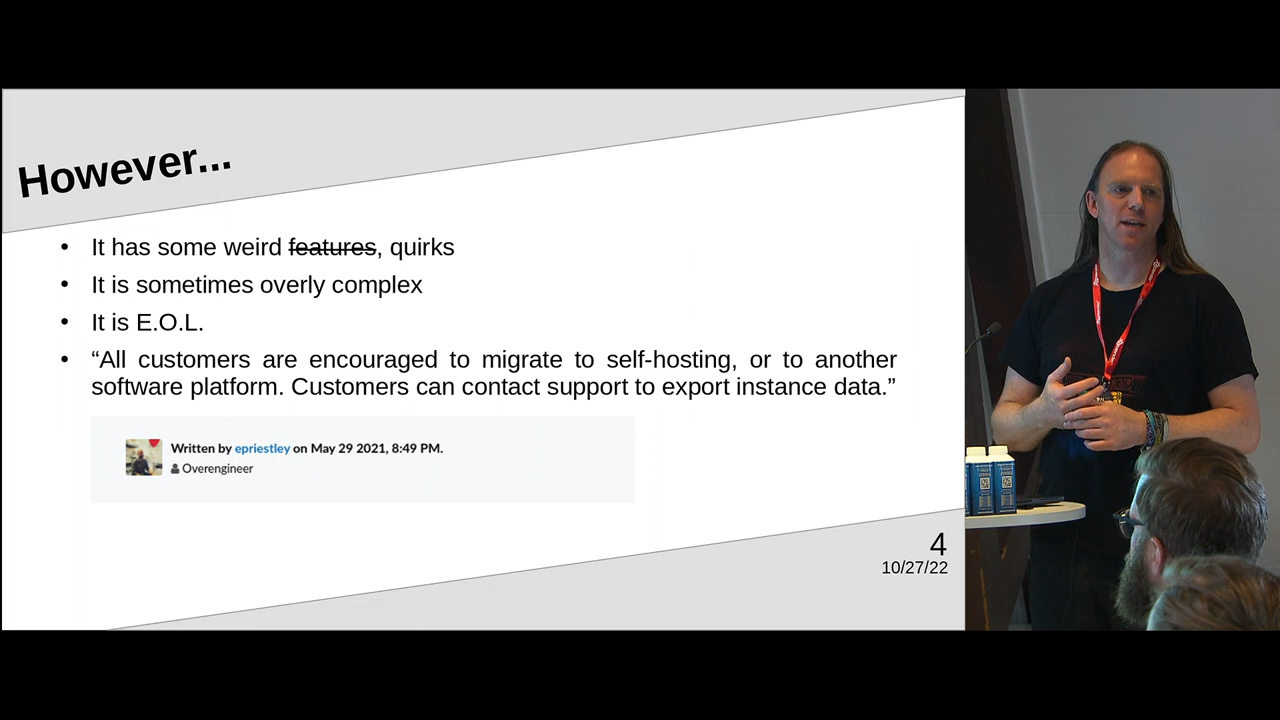 However...
• It has some weird features, quirks
• It is sometimes overly complex
• It is E.O.L.
• “All customers are encouraged to migrate to self-hosting, or to another
software platform. Customers can contact support to export instance data.”
Written by epriestley on May 29 2021, 8:49 PM.
Overengineer
4
10/27/22